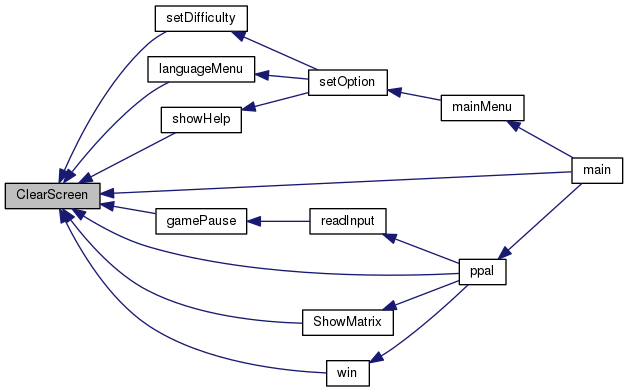 setDifficulty
languageMenu
setOption
mainMenu
showHelp
main
ClearScreen
gamePause
readInput
ppal
ShowMatrix
win